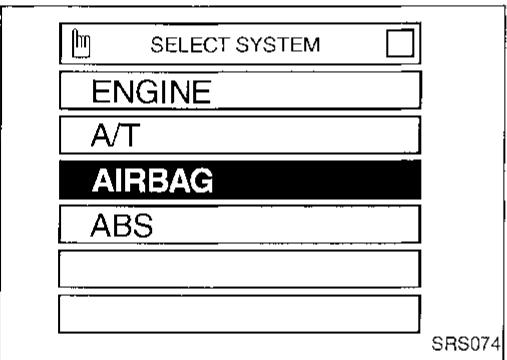 SELECT SYSTEM
ENGINE
A/T
AIRBAG
ABS
SRS074